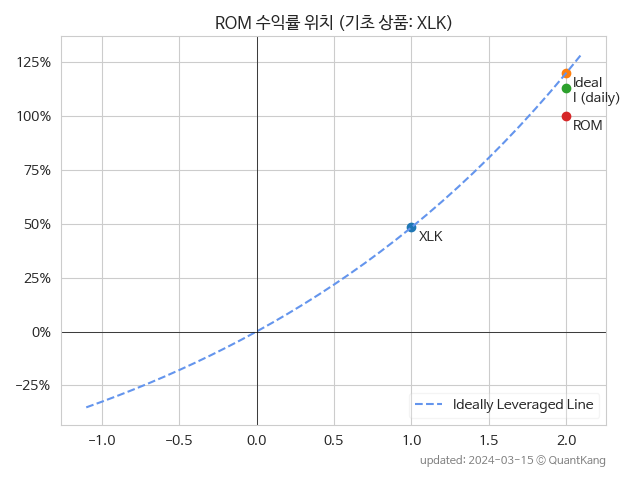 ROM 수익률 위치 (기초 상품: XLK)
125%
100%
75%
50%
25%
0%
−25%
Ideal
I (daily)
ROM
XLK
Ideally Leveraged Line
−1.0
−0.5
0.0
0.5
1.0
1.5
2.0
updated: 2024-03-15 © QuantKang